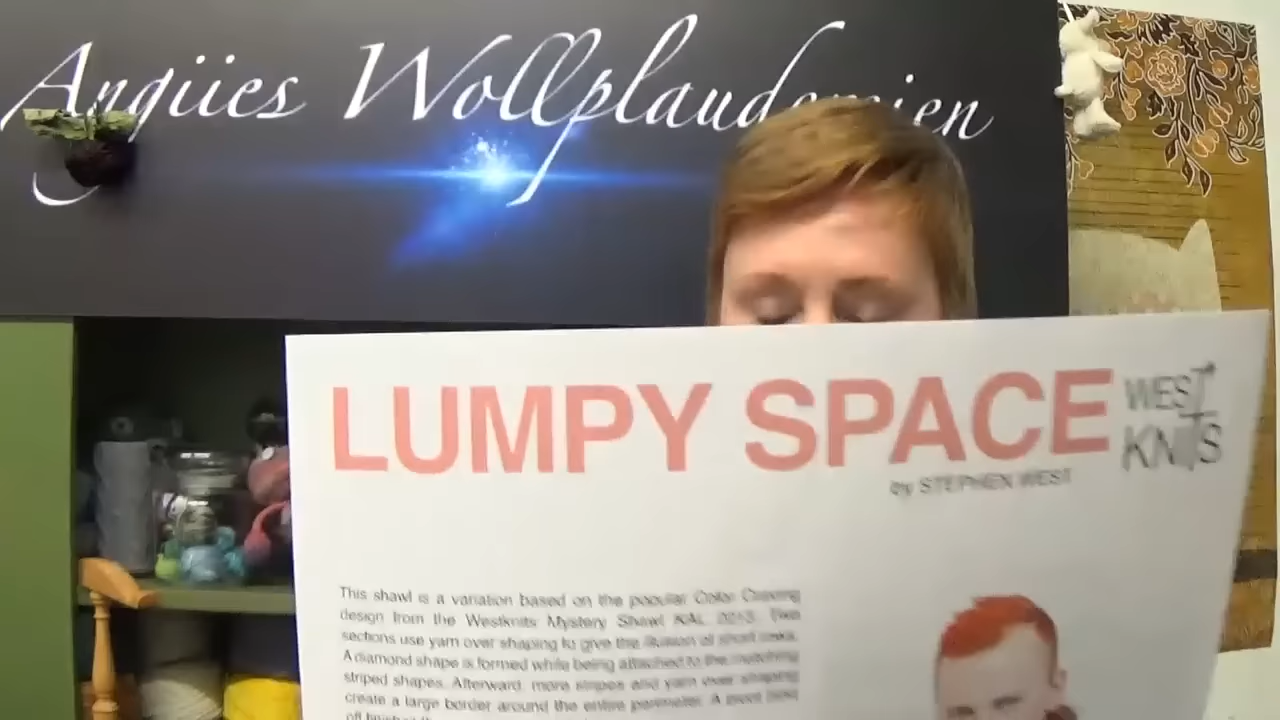 Angiies Wollplaudereien
LUMPY SPACE
WEST
KNITS
by STEPHEN WEST
This shawl is a variation based on the popular Color Craving
design from the Westknits Mystery Shawl KAL 2013. Two
sections use yarn over shaping to give the illusion of short rows.
A diamond shape is formed while being attached to the matching
striped shapes. Afterward, more stripes and yarn over shaping
create a large border around the entire perimeter. A picot bind
off